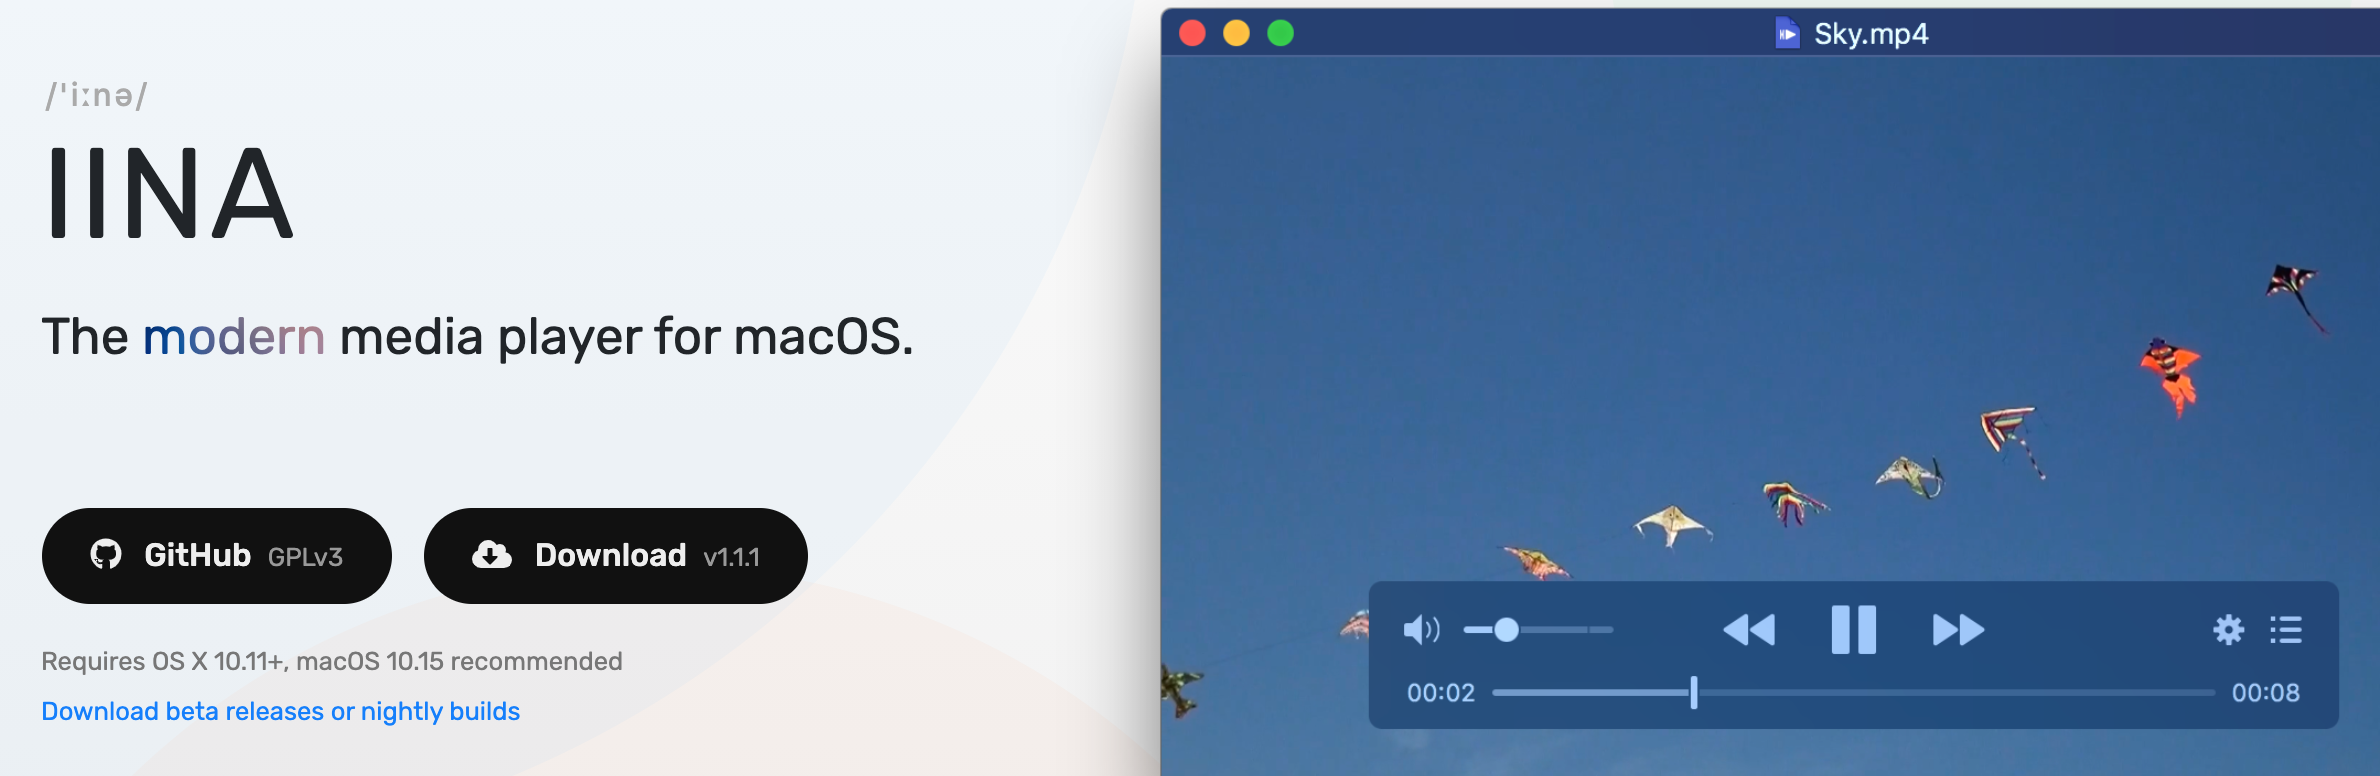 /ˈiːnə/
IINA
The modern media player for macOS.
GitHub GPLv3
Download v1.1.1
Requires OS X 10.11+, macOS 10.15 recommended
Download beta releases or nightly builds
Sky.mp4
00:02
00:08